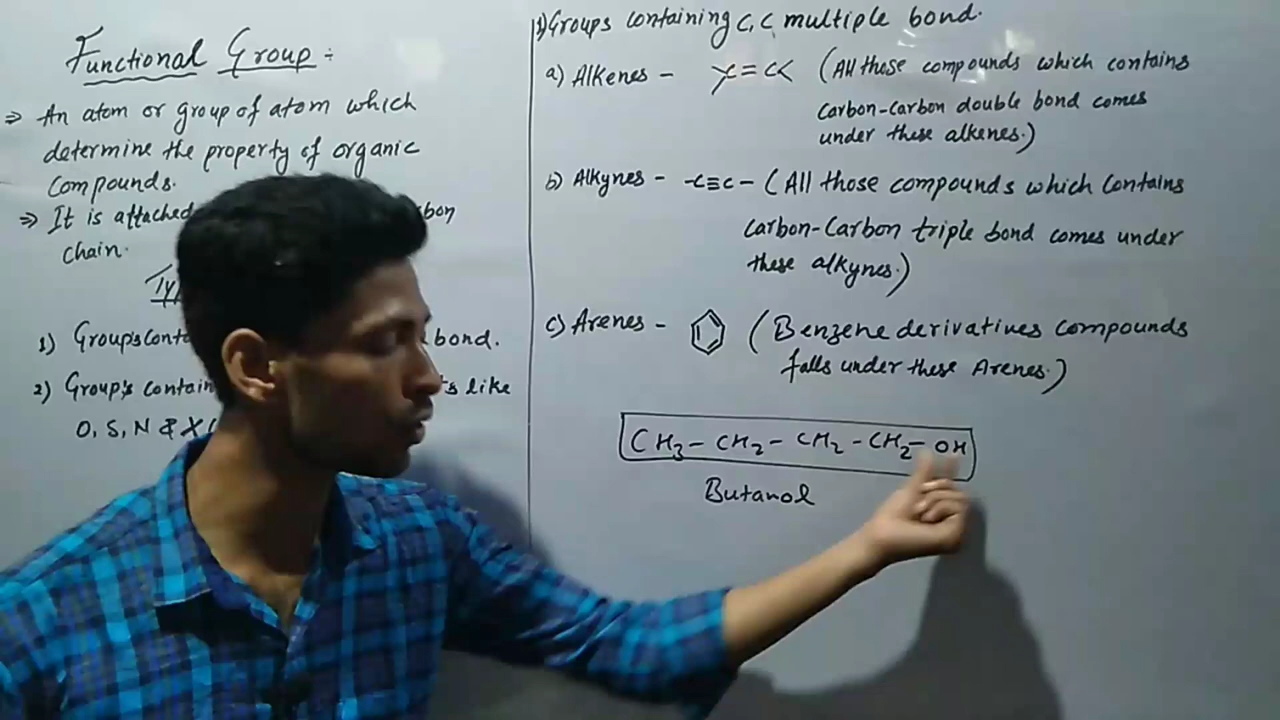 Functional Group :-
⇒ An atom or group of atom which
determine the property of organic
compounds.
⇒ It is attached
chain.
1) Group's bond.
2) Group's contain like
O, S, N & X
1) Groups containing C, C multiple bond.
a) Alkenes - >C=C< (All those compounds which contains
carbon-carbon double bond comes
under these alkenes.)
b) Alkynes - -C≡C- (All those compounds which contains
carbon-carbon triple bond comes under
these alkynes.)
c) Arenes - (Benzene derivatives compounds
falls under these Arenes.)
CH3 - CH2 - CH2 - CH2 - OH
Butanol